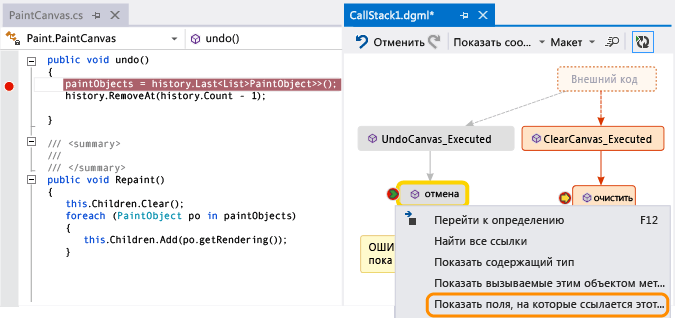 PaintCanvas.cs
Paint.PaintCanvas undo()
public void undo()
{
paintObjects = history.Last<List>PaintObject>>();
history.RemoveAt(history.Count - 1);
}
/// <summary>
///
/// </summary>
public void Repaint()
{
this.Children.Clear();
foreach (PaintObject po in paintObjects)
{
this.Children.Add(po.getRendering());
}
CallStack1.dgml*
Отменить Показать соо... Макет
Внешний код
UndoCanvas_Executed ClearCanvas_Executed
отмена очистить
ОШИ
пока
Перейти к определению F12
Найти все ссылки
Показать содержащий тип
Показать вызываемые этим объектом мет...
Показать поля, на которые ссылается этот...